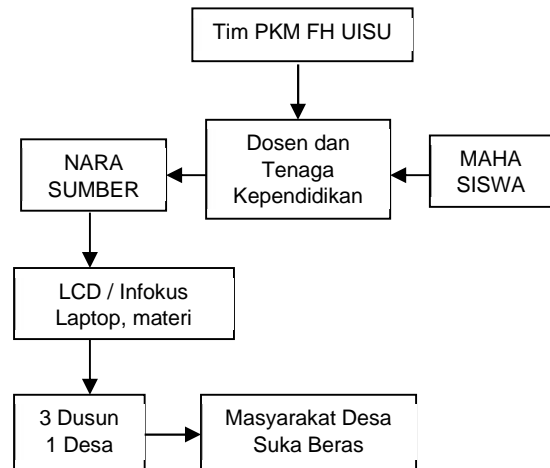 Tim PKM FH UISU
Dosen dan
Tenaga
Kependidikan
NARA
SUMBER
MAHA
SISWA
LCD / Infokus
Laptop, materi
3 Dusun
1 Desa
Masyarakat Desa
Suka Beras